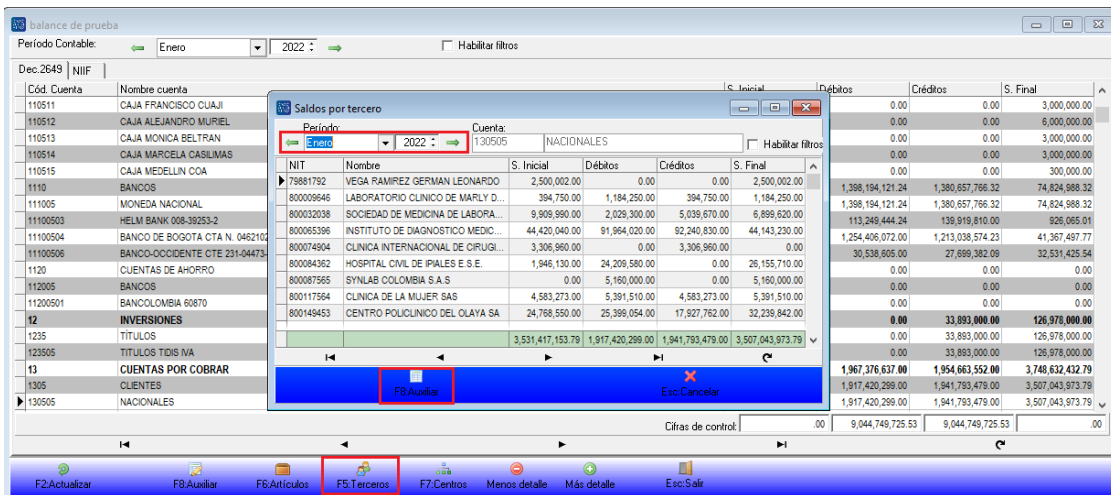 balance de prueba
Período Contable: Enero 2022 Habilitar filtros
Dec.2649 NIIF
Cód. Cuenta Nombre cuenta S. Inicial Débitos Créditos S. Final
110511 CAJA FRANCISCO CUAJI 0.00 0.00 3,000,000.00
110512 CAJA ALEJANDRO MURIEL 0.00 0.00 6,000,000.00
110513 CAJA MONICA BELTRAN 0.00 0.00 3,000,000.00
110514 CAJA MARCELA CASILIMAS 0.00 0.00 3,000,000.00
110515 CAJA MEDELLIN COA 0.00 0.00 300,000.00
1110 BANCOS 1,398,194,121.24 1,380,657,766.32 74,824,988.32
111005 MONEDA NACIONAL 1,398,194,121.24 1,380,657,766.32 74,824,988.32
11100503 HELM BANK 008-39253-2 113,249,444.24 139,919,810.00 926,065.01
11100504 BANCO DE BOGOTA CTA N. 0462102 1,254,406,072.00 1,213,038,574.23 41,367,497.77
11100506 BANCO-OCCIDENTE CTE 231-04473- 30,538,605.00 27,699,382.09 32,531,425.54
1120 CUENTAS DE AHORRO 0.00 0.00 0.00
112005 BANCOS 0.00 0.00 0.00
11200501 BANCOLOMBIA 60870 0.00 0.00 0.00
12 INVERSIONES 0.00 33,893,000.00 126,978,000.00
1235 TÍTULOS 0.00 33,893,000.00 126,978,000.00
123505 TITULOS TIDIS IVA 0.00 33,893,000.00 126,978,000.00
13 CUENTAS POR COBRAR 1,967,376,637.00 1,954,663,552.00 3,748,632,432.79
1305 CLIENTES 1,917,420,299.00 1,941,793,479.00 3,507,043,973.79
130505 NACIONALES 1,917,420,299.00 1,941,793,479.00 3,507,043,973.79
Saldos por tercero
Período: Cuenta:
Enero 2022 130505 NACIONALES Habilitar filtros
NIT Nombre S. Inicial Débitos Créditos S. Final
79881792 VEGA RAMIREZ GERMAN LEONARDO 2,500,002.00 0.00 0.00 2,500,002.00
800009646 LABORATORIO CLINICO DE MARLY D... 394,750.00 1,184,250.00 394,750.00 1,184,250.00
800032038 SOCIEDAD DE MEDICINA DE LABORA... 9,909,990.00 2,029,300.00 5,039,670.00 6,899,620.00
800065396 INSTITUTO DE DIAGNOSTICO MEDIC... 44,420,040.00 91,964,020.00 92,240,830.00 44,143,230.00
800074904 CLINICA INTERNACIONAL DE CIRUGI... 3,306,960.00 0.00 3,306,960.00 0.00
800084362 HOSPITAL CIVIL DE IPIALES E.S.E. 1,946,130.00 24,209,580.00 0.00 26,155,710.00
800087565 SYNLAB COLOMBIA S.A.S 0.00 5,160,000.00 0.00 5,160,000.00
800117564 CLINICA DE LA MUJER SAS 4,583,273.00 5,391,510.00 4,583,273.00 5,391,510.00
800149453 CENTRO POLICLINICO DEL OLAYA SA 24,768,550.00 25,399,054.00 17,927,762.00 32,239,842.00
3,531,417,153.79 1,917,420,299.00 1,941,793,479.00 3,507,043,973.79
F8:Auxiliar Esc:Cancelar
Cifras de control: .00 9,044,749,725.53 9,044,749,725.53 .00
F2:Actualizar F8:Auxiliar F6:Artículos F5:Terceros F7:Centros Menos detalle Más detalle Esc:Salir